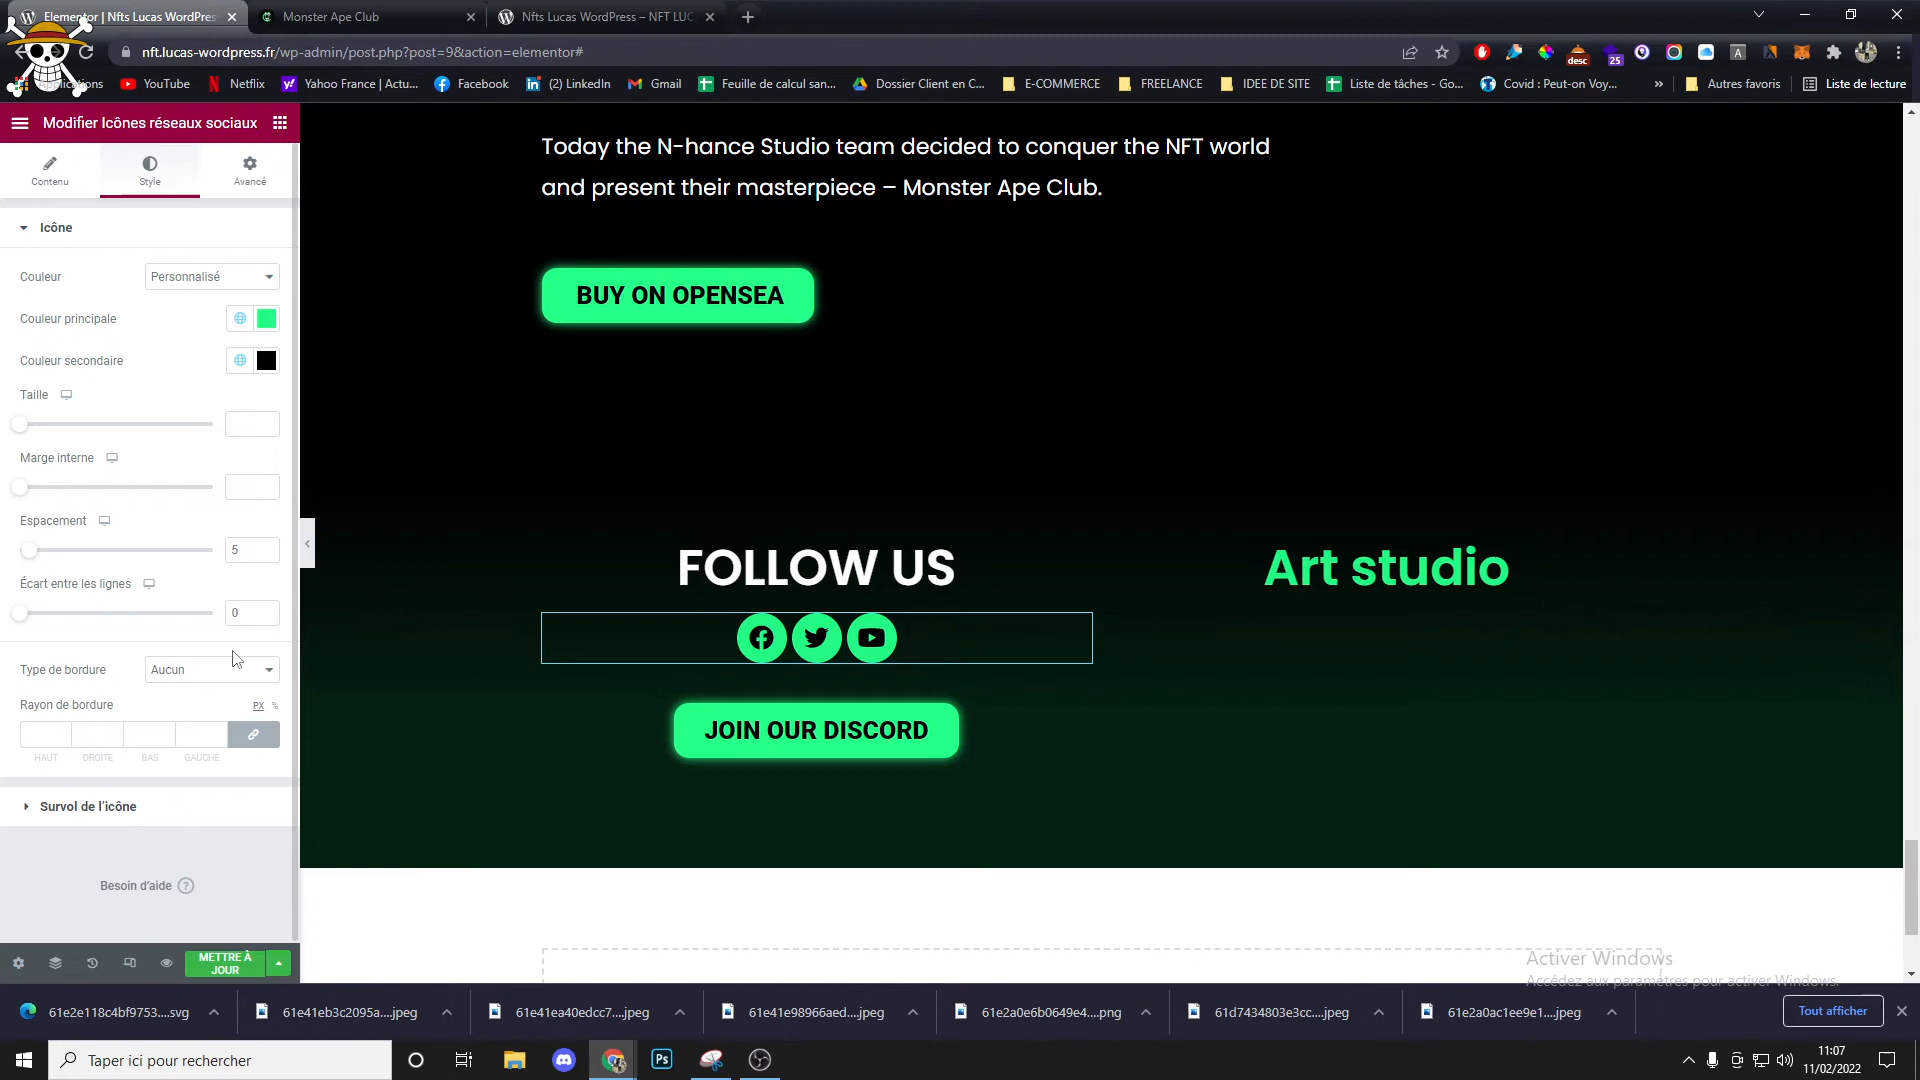 Elementor | Nfts Lucas WordPress
Monster Ape Club
Nfts Lucas WordPress – NFT LUC
nft.lucas-wordpress.fr/wp-admin/post.php?post=9&action=elementor#
desc
25
Applications
YouTube
Netflix
Yahoo France | Actu...
Facebook
(2) LinkedIn
Gmail
Feuille de calcul san...
Dossier Client en C...
E-COMMERCE
FREELANCE
IDEE DE SITE
Liste de tâches - Go...
Covid : Peut-on Voy...
»
Autres favoris
Liste de lecture
Modifier Icônes réseaux sociaux
Contenu
Style
Avancé
Icône
Couleur
Personnalisé
Couleur principale
Couleur secondaire
Taille
Marge interne
Espacement
5
Écart entre les lignes
0
Type de bordure
Aucun
Rayon de bordure
PX
%
HAUT
DROITE
BAS
GAUCHE
Survol de l’icône
Besoin d’aide ?
METTRE À JOUR
Today the N-hance Studio team decided to conquer the NFT world
and present their masterpiece – Monster Ape Club.
BUY ON OPENSEA
FOLLOW US
Art studio
JOIN OUR DISCORD
Activer Windows
Accédez aux paramètres pour activer Windows.
61e2e118c4bf9753....svg
61e41eb3c2095a....jpeg
61e41ea40edcc7....jpeg
61e41e98966aed....jpeg
61e2a0e6b0649e4....png
61d7434803e3cc....jpeg
61e2a0ac1ee9e1....jpeg
Tout afficher
Taper ici pour rechercher
Ps
11:07
11/02/2022